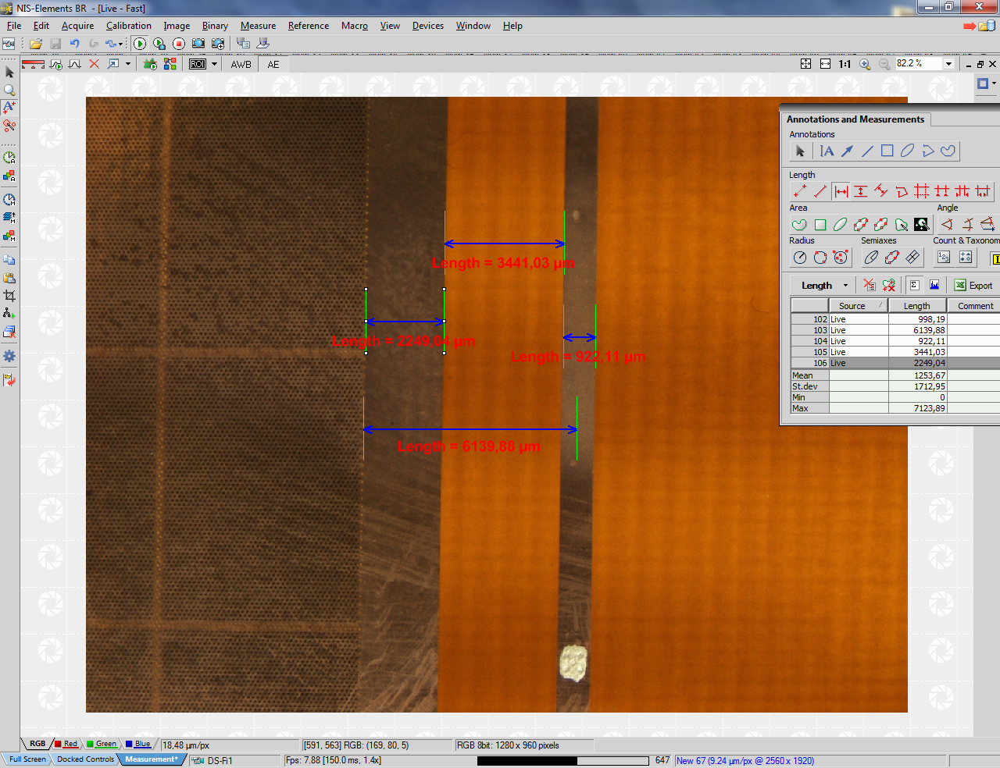 NIS-Elements BR - [Live - Fast]
File Edit Acquire Calibration Image Binary Measure Reference Macro View Devices Window Help
ROI AWB AE 1:1 82.2 %
Annotations and Measurements
Annotations
Length
Area Angle
Radius Semiaxes Count & Taxonom
Length Export
Source Length Comment
102 Live 998,19
103 Live 6139,88
104 Live 922,11
105 Live 3441,03
106 Live 2249,04
Mean 1253,67
St.dev 1712,95
Min 0
Max 7123,89
Length = 3441,03 µm
Length = 2249,04 µm
Length = 922,11 µm
Length = 6139,88 µm
RGB Red Green Blue 18,48 µm/px [591, 563] RGB: (169, 80, 5) RGB 8bit: 1280 x 960 pixels
Full Screen Docked Controls Measurement* DS-Fi1 Fps: 7.88 [150.0 ms, 1.4x] 647 New 67 (9.24 µm/px @ 2560 x 1920)